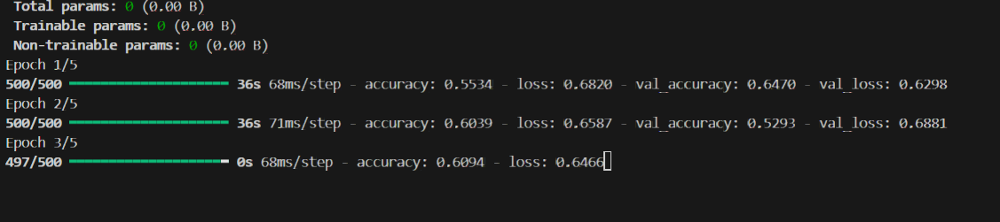 Total params: 0 (0.00 B)
Trainable params: 0 (0.00 B)
Non-trainable params: 0 (0.00 B)
Epoch 1/5
500/500 ━━━━━━━━━━━━━━━━━━━━ 36s 68ms/step - accuracy: 0.5534 - loss: 0.6820 - val_accuracy: 0.6470 - val_loss: 0.6298
Epoch 2/5
500/500 ━━━━━━━━━━━━━━━━━━━━ 36s 71ms/step - accuracy: 0.6039 - loss: 0.6587 - val_accuracy: 0.5293 - val_loss: 0.6881
Epoch 3/5
497/500 ━━━━━━━━━━━━━━━━━━━━ 0s 68ms/step - accuracy: 0.6094 - loss: 0.6466